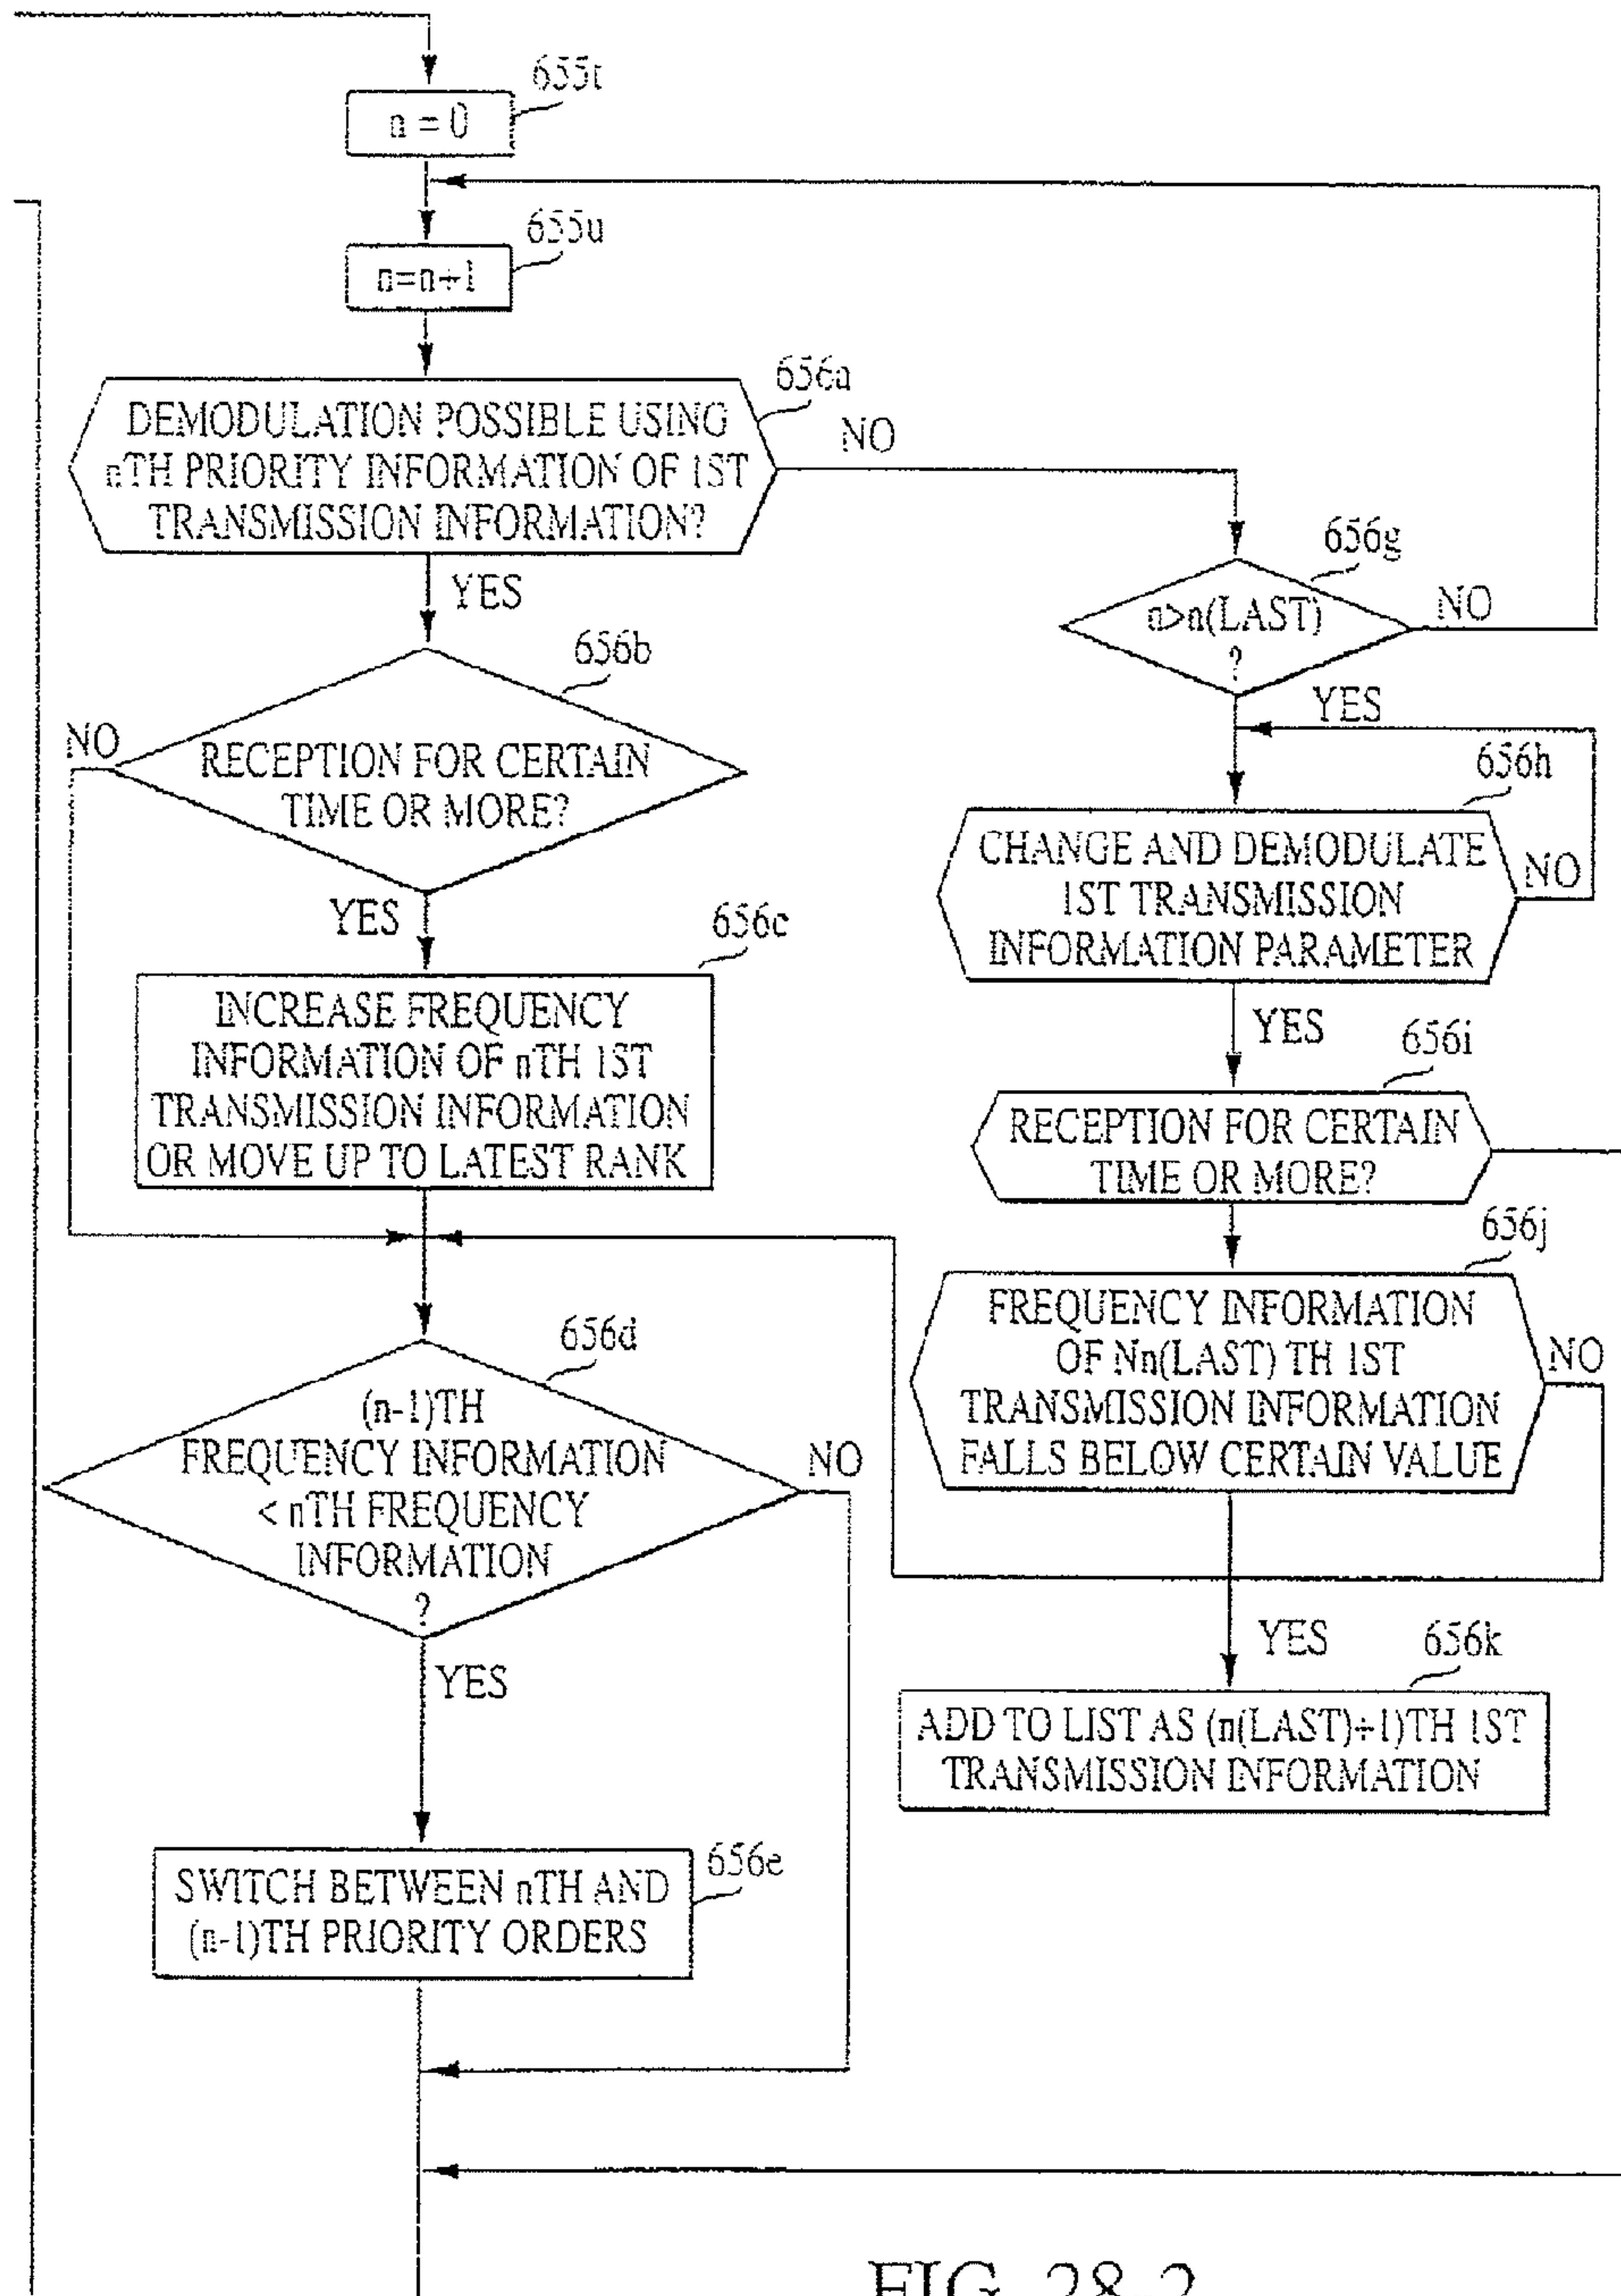 655t
n = 0
655u
n=n+1
656a
DEMODULATION POSSIBLE USING
nTH PRIORITY INFORMATION OF 1ST
TRANSMISSION INFORMATION?
NO
YES
656b
NO
RECEPTION FOR CERTAIN
TIME OR MORE?
YES
656c
INCREASE FREQUENCY
INFORMATION OF nTH 1ST
TRANSMISSION INFORMATION
OR MOVE UP TO LATEST RANK
656d
(n-1)TH
FREQUENCY INFORMATION
< nTH FREQUENCY
INFORMATION
?
NO
YES
656e
SWITCH BETWEEN nTH AND
(n-1)TH PRIORITY ORDERS
656g
n>n(LAST)
?
NO
YES
656h
CHANGE AND DEMODULATE
1ST TRANSMISSION
INFORMATION PARAMETER
NO
YES
656i
RECEPTION FOR CERTAIN
TIME OR MORE?
656j
FREQUENCY INFORMATION
OF Nn(LAST) TH 1ST
TRANSMISSION INFORMATION
FALLS BELOW CERTAIN VALUE
NO
YES
656k
ADD TO LIST AS (n(LAST)+1)TH 1ST
TRANSMISSION INFORMATION
FIG. 28-2